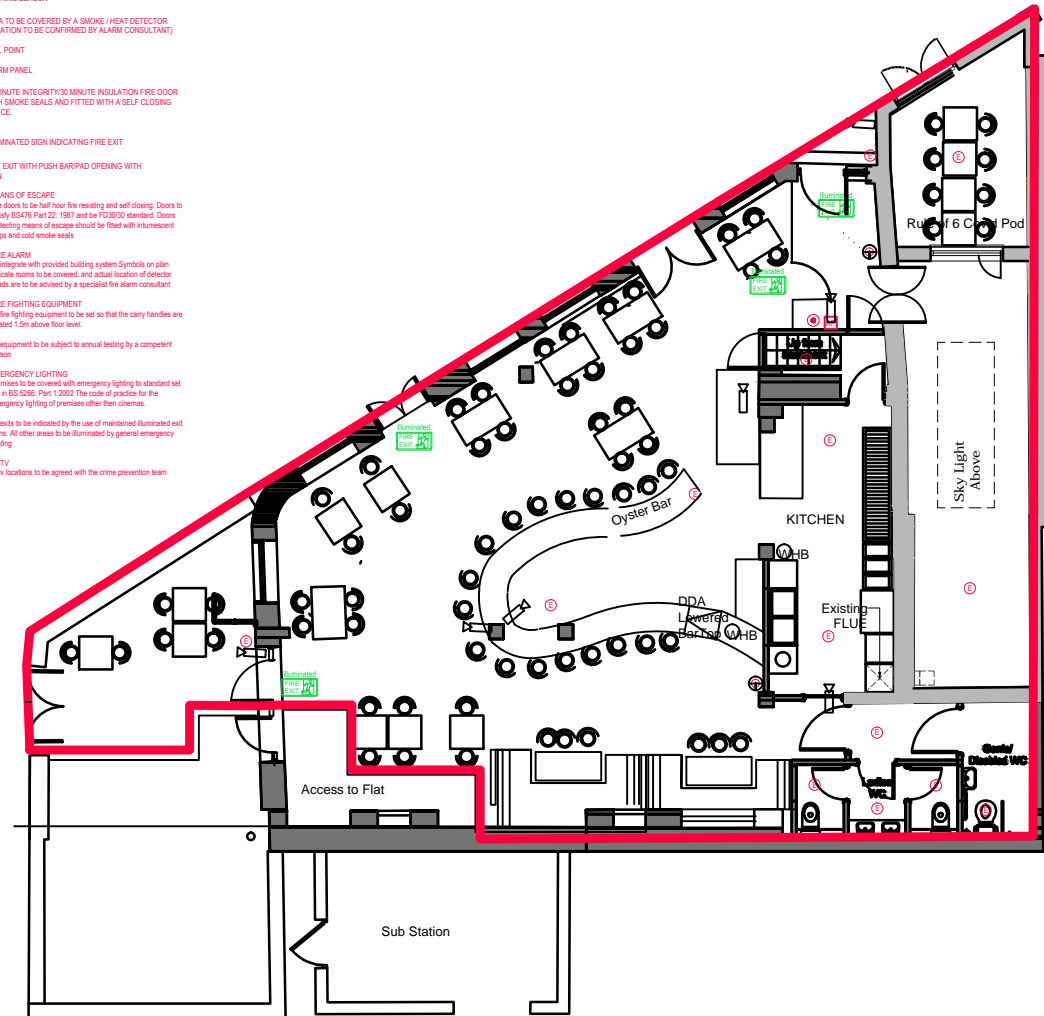 A TO BE COVERED BY A SMOKE / HEAT DETECTOR
ATION TO BE CONFIRMED BY ALARM CONSULTANT)
POINT
RM PANEL
INUTE INTEGRITY/30 MINUTE INSULATION FIRE DOOR
H SMOKE SEALS AND FITTED WITH A SELF CLOSING
CE.
MINATED SIGN INDICATING FIRE EXIT
EXIT WITH PUSH BAR/PAD OPENING WITH
ANS OF ESCAPE
e doors to be half hour fire resisting and self closing. Doors to
isfy BS476 Part 22: 1987 and be FD30/30 standard. Doors
tecting means of escape should be fitted with intumescent
ps and cold smoke seals
E ALARM
integrate with provided building system.Symbols on plan
icate rooms to be covered, and actual location of detector
ads are to be advised by a specialist fire alarm consultant
E FIGHTING EQUIPMENT
fire fighting equipment to be set so that the carry handles are
ated 1.5m above floor level.
equipment to be subject to annual testing by a competent
son
ERGENCY LIGHTING
mises to be covered with emergency lighting to standard set
in BS 5266: Part 1:2002 The code of practice for the
ergency lighting of premises other then cinemas.
exits to be indicated by the use of maintained illuminated exit
ns. All other areas to be illuminated by general emergency
ting
TV
v locations to be agreed with the crime prevention team
E
E
Illuminated
FIRE
EXIT
Rule of 6 Covid Pod
Illuminated
FIRE
EXIT
Sky Light
Above
Illuminated
FIRE
EXIT
E
E
Oyster Bar
KITCHEN
WHB
E
E
DDA
Lowered
BarTop
WHB
Existing
FLUE
E
E
Illuminated
FIRE
EXIT
E
Genta/
Disabled WC
Ladies
WC
E
E
E
E
Access to Flat
Sub Station